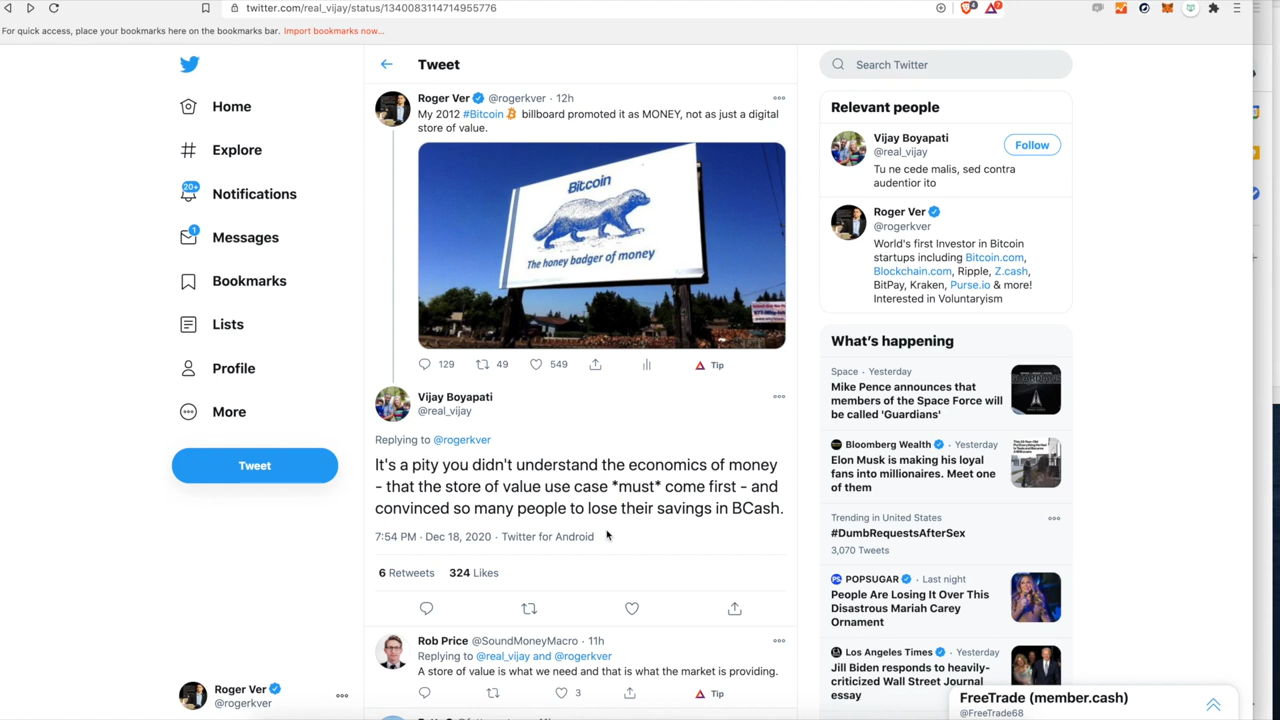 twitter.com/real_vijay/status/1340083114714955776
4
7
For quick access, place your bookmarks here on the bookmarks bar. Import bookmarks now...
Home
Explore
20+
Notifications
1
Messages
Bookmarks
Lists
Profile
More
Tweet
Roger Ver
@rogerkver
Tweet
Roger Ver @rogerkver · 12h
My 2012 #Bitcoin billboard promoted it as MONEY, not as just a digital
store of value.
Bitcoin
The honey badger of money
129 49 549 Tip
Vijay Boyapati
@real_vijay
Replying to @rogerkver
It's a pity you didn't understand the economics of money
- that the store of value use case *must* come first - and
convinced so many people to lose their savings in BCash.
7:54 PM · Dec 18, 2020 · Twitter for Android
6 Retweets 324 Likes
Rob Price @SoundMoneyMacro · 11h
Replying to @real_vijay and @rogerkver
A store of value is what we need and that is what the market is providing.
3 Tip
Search Twitter
Relevant people
Vijay Boyapati
@real_vijay
Follow
Tu ne cede malis, sed contra
audentior ito
Roger Ver
@rogerkver
World's first Investor in Bitcoin
startups including Bitcoin.com,
Blockchain.com, Ripple, Z.cash,
BitPay, Kraken, Purse.io & more!
Interested in Voluntaryism
What's happening
Space · Yesterday
Mike Pence announces that
members of the Space Force will
be called 'Guardians'
Bloomberg Wealth · Yesterday
Elon Musk is making his loyal
fans into millionaires. Meet one
of them
Trending in United States
#DumbRequestsAfterSex
3,070 Tweets
POPSUGAR · Last night
People Are Losing It Over This
Disastrous Mariah Carey
Ornament
Los Angeles Times · Yesterday
Jill Biden responds to heavily-
criticized Wall Street Journal
essay
FreeTrade (member.cash)
@FreeTrade68